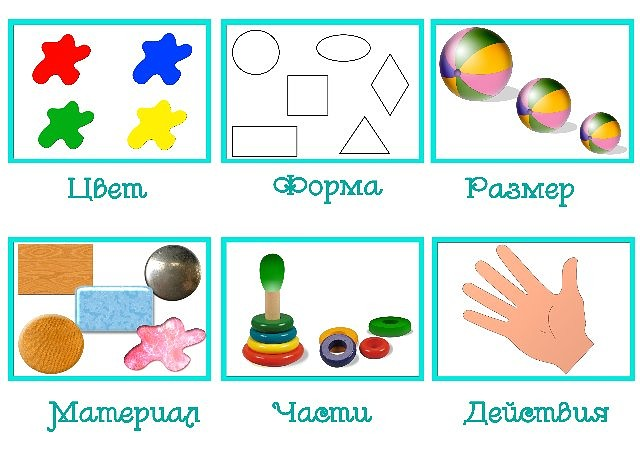 Цвет
Форма
Размер
Материал
Части
Действия